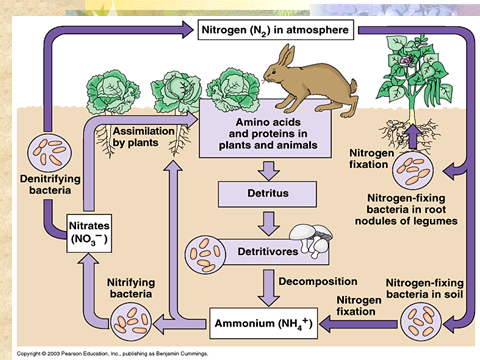 Nitrogen (N₂) in atmosphere
Assimilation
by plants
Amino acids
and proteins in
plants and animals
Nitrogen
fixation
Denitrifying
bacteria
Detritus
Nitrogen-fixing
bacteria in root
nodules of legumes
Nitrates
(NO₃⁻)
Detritivores
Nitrifying
bacteria
Decomposition
Nitrogen-fixing
bacteria in soil
Nitrogen
fixation
Ammonium (NH₄⁺)
Copyright © 2003 Pearson Education, Inc., publishing as Benjamin Cummings.